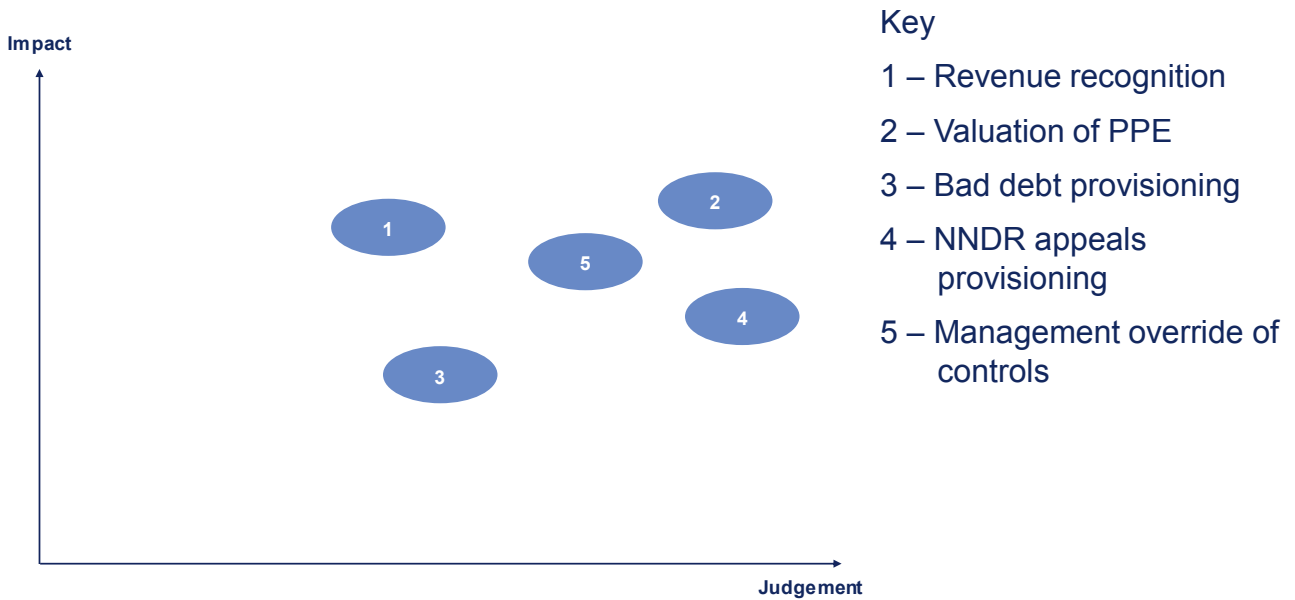 Impact
1
2
5
4
3
Judgement
Key
1 – Revenue recognition
2 – Valuation of PPE
3 – Bad debt provisioning
4 – NNDR appeals
provisioning
5 – Management override of
controls